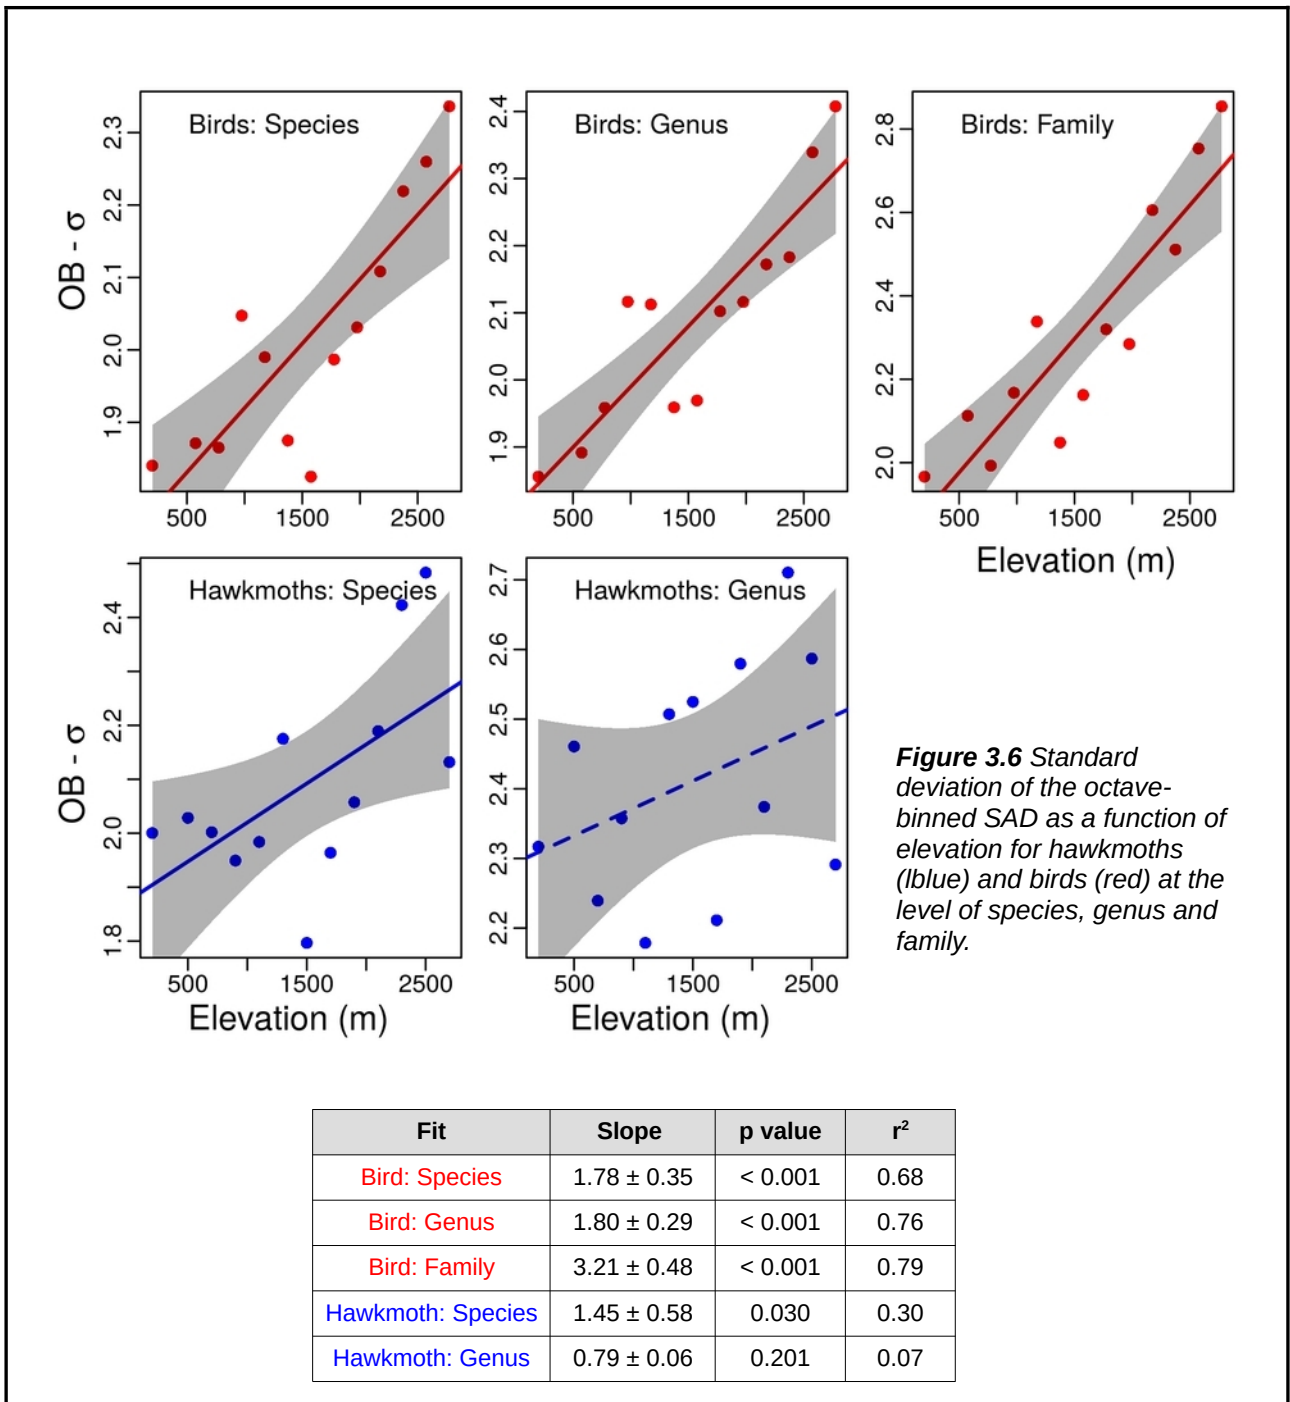 Birds: Species
Birds: Genus
Birds: Family
OB - σ
1.9 2.0 2.1 2.2 2.3
500 1500 2500
1.9 2.0 2.1 2.2 2.3 2.4
500 1500 2500
2.0 2.2 2.4 2.6 2.8
500 1500 2500
Elevation (m)
Hawkmoths: Species
Hawkmoths: Genus
OB - σ
1.8 2.0 2.2 2.4
500 1500 2500
Elevation (m)
2.2 2.3 2.4 2.5 2.6 2.7
500 1500 2500
Elevation (m)
Figure 3.6 Standard
deviation of the octave-
binned SAD as a function of
elevation for hawkmoths
(lblue) and birds (red) at the
level of species, genus and
family.
Fit Slope p value r²
Bird: Species 1.78 ± 0.35 < 0.001 0.68
Bird: Genus 1.80 ± 0.29 < 0.001 0.76
Bird: Family 3.21 ± 0.48 < 0.001 0.79
Hawkmoth: Species 1.45 ± 0.58 0.030 0.30
Hawkmoth: Genus 0.79 ± 0.06 0.201 0.07